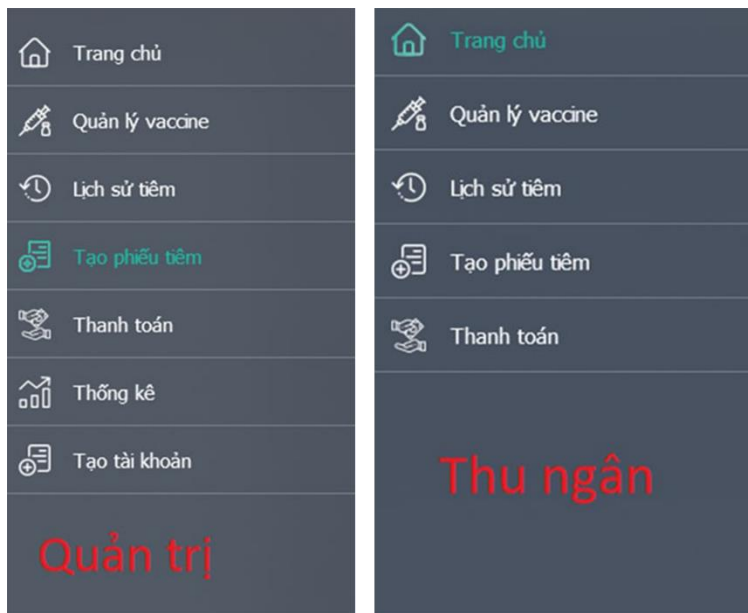 Trang chủ
Quản lý vaccine
Lịch sử tiêm
Tạo phiếu tiêm
Thanh toán
Thống kê
Tạo tài khoản
Quản trị
Trang chủ
Quản lý vaccine
Lịch sử tiêm
Tạo phiếu tiêm
Thanh toán
Thu ngân